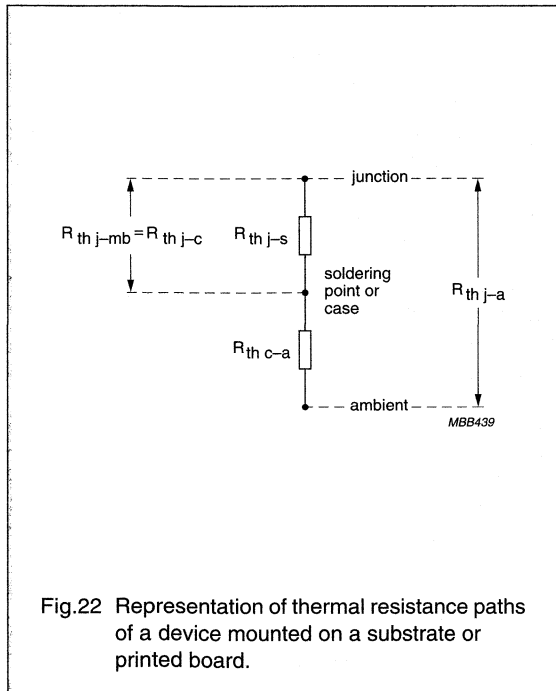 junction
R th j–mb = R th j–c
R th j–s
soldering
point or
case
R th j–a
R th c–a
ambient
MBB439
Fig.22 Representation of thermal resistance paths
of a device mounted on a substrate or
printed board.